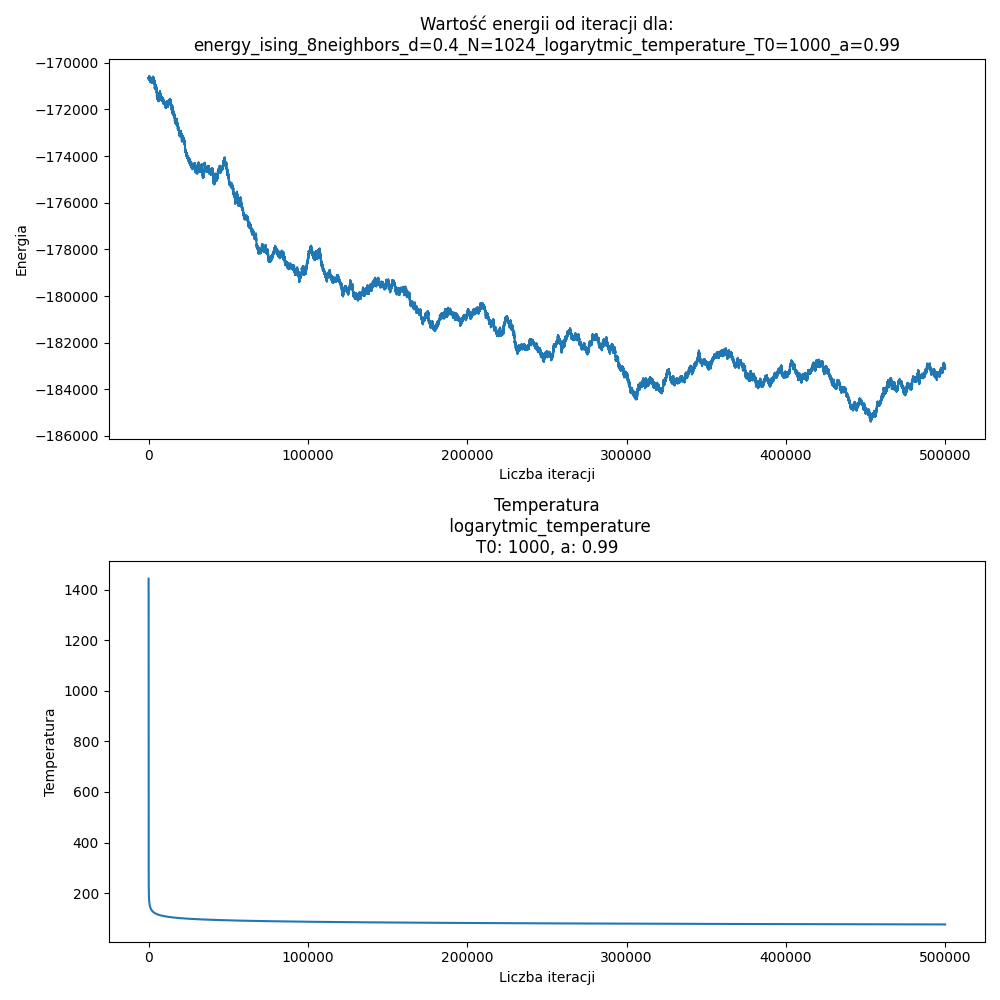 Wartość energii od iteracji dla:
energy_ising_8neighbors_d=0.4_N=1024_logarytmic_temperature_T0=1000_a=0.99
−170000
−172000
−174000
−176000
−178000
−180000
−182000
−184000
−186000
Energia
0 100000 200000 300000 400000 500000
Liczba iteracji
Temperatura
logarytmic_temperature
T0: 1000, a: 0.99
1400
1200
1000
800
600
400
200
Temperatura
0 100000 200000 300000 400000 500000
Liczba iteracji